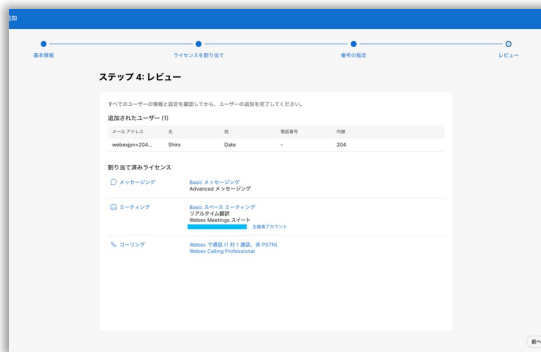 基本情報
ライセンスを割り当て
番号の指定
レビュー
ステップ 4: レビュー
すべてのユーザーの情報と設定を確認してから、ユーザーの追加を完了してください。
追加されたユーザー (1)
メール アドレス 名 姓 電話番号 内線
webexjpn+204... Shiro Date - 204
割り当て済みライセンス
メッセージング Basic メッセージング
Advanced メッセージング
ミーティング Basic スペース ミーティング
リアルタイム翻訳
Webex Meetings スイート
主催者アカウント
コーリング Webex で通話 (1 対 1 通話、非 PSTN)
Webex Calling-Professional
前へ